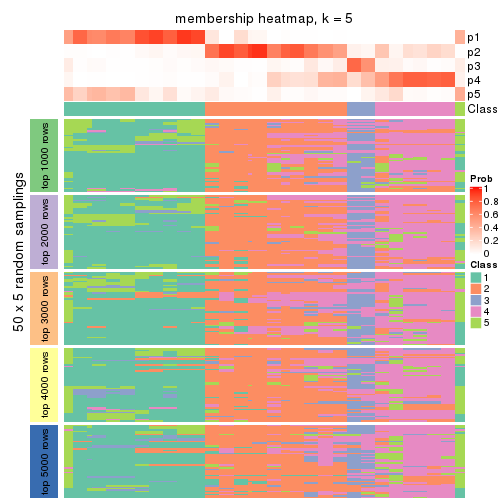 membership heatmap, k = 5
p1
p2
p3
p4
p5
Class
50 x 5 random samplings
top 1000 rows
top 2000 rows
top 3000 rows
top 4000 rows
top 5000 rows
Prob
1
0.8
0.6
0.4
0.2
0
Class
1
2
3
4
5